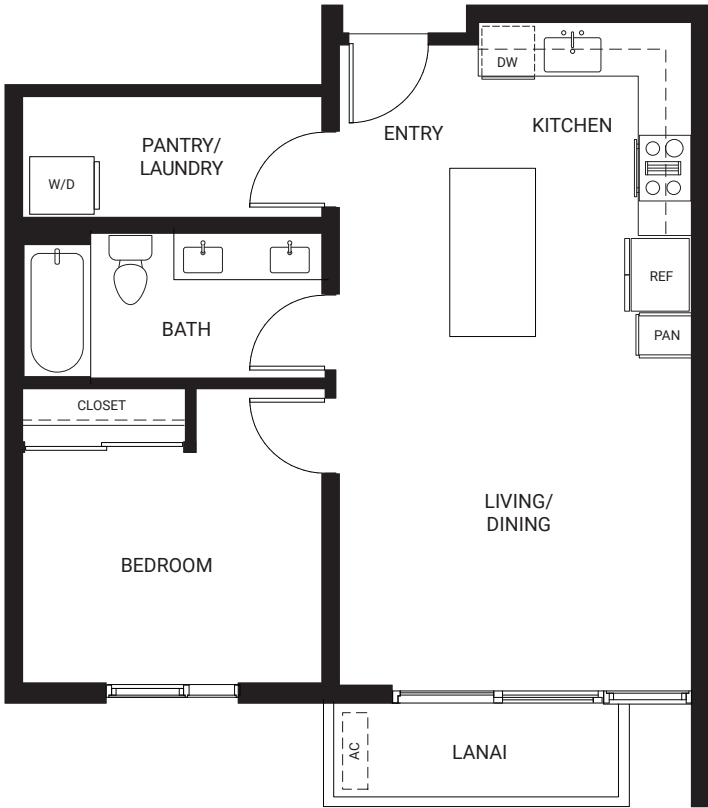 DW
ENTRY
KITCHEN
PANTRY/
LAUNDRY
W/D
REF
BATH
PAN
CLOSET
LIVING/
DINING
BEDROOM
AC
LANAI